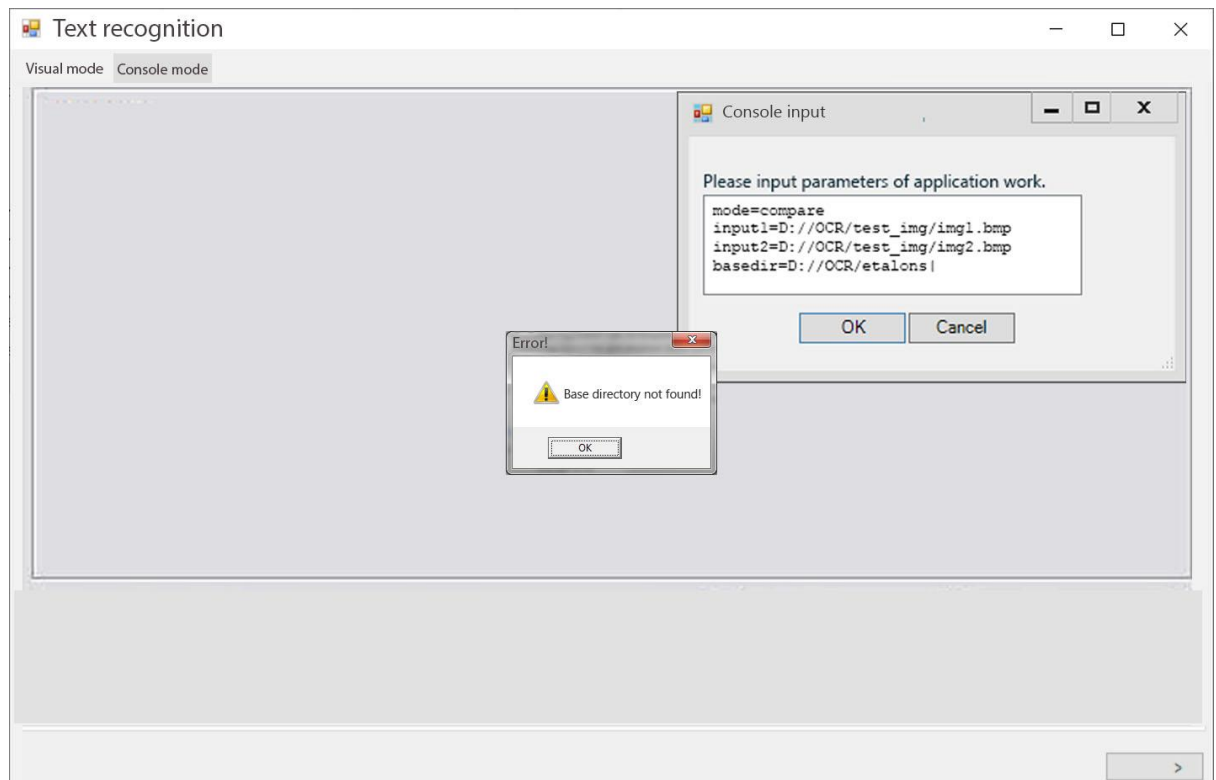 Text recognition
Visual mode Console mode
Console input
Please input parameters of application work.
mode=compare
input1=D://OCR/test_img/img1.bmp
input2=D://OCR/test_img/img2.bmp
basedir=D://OCR/etalons
OK Cancel
Error!
Base directory not found!
OK
>